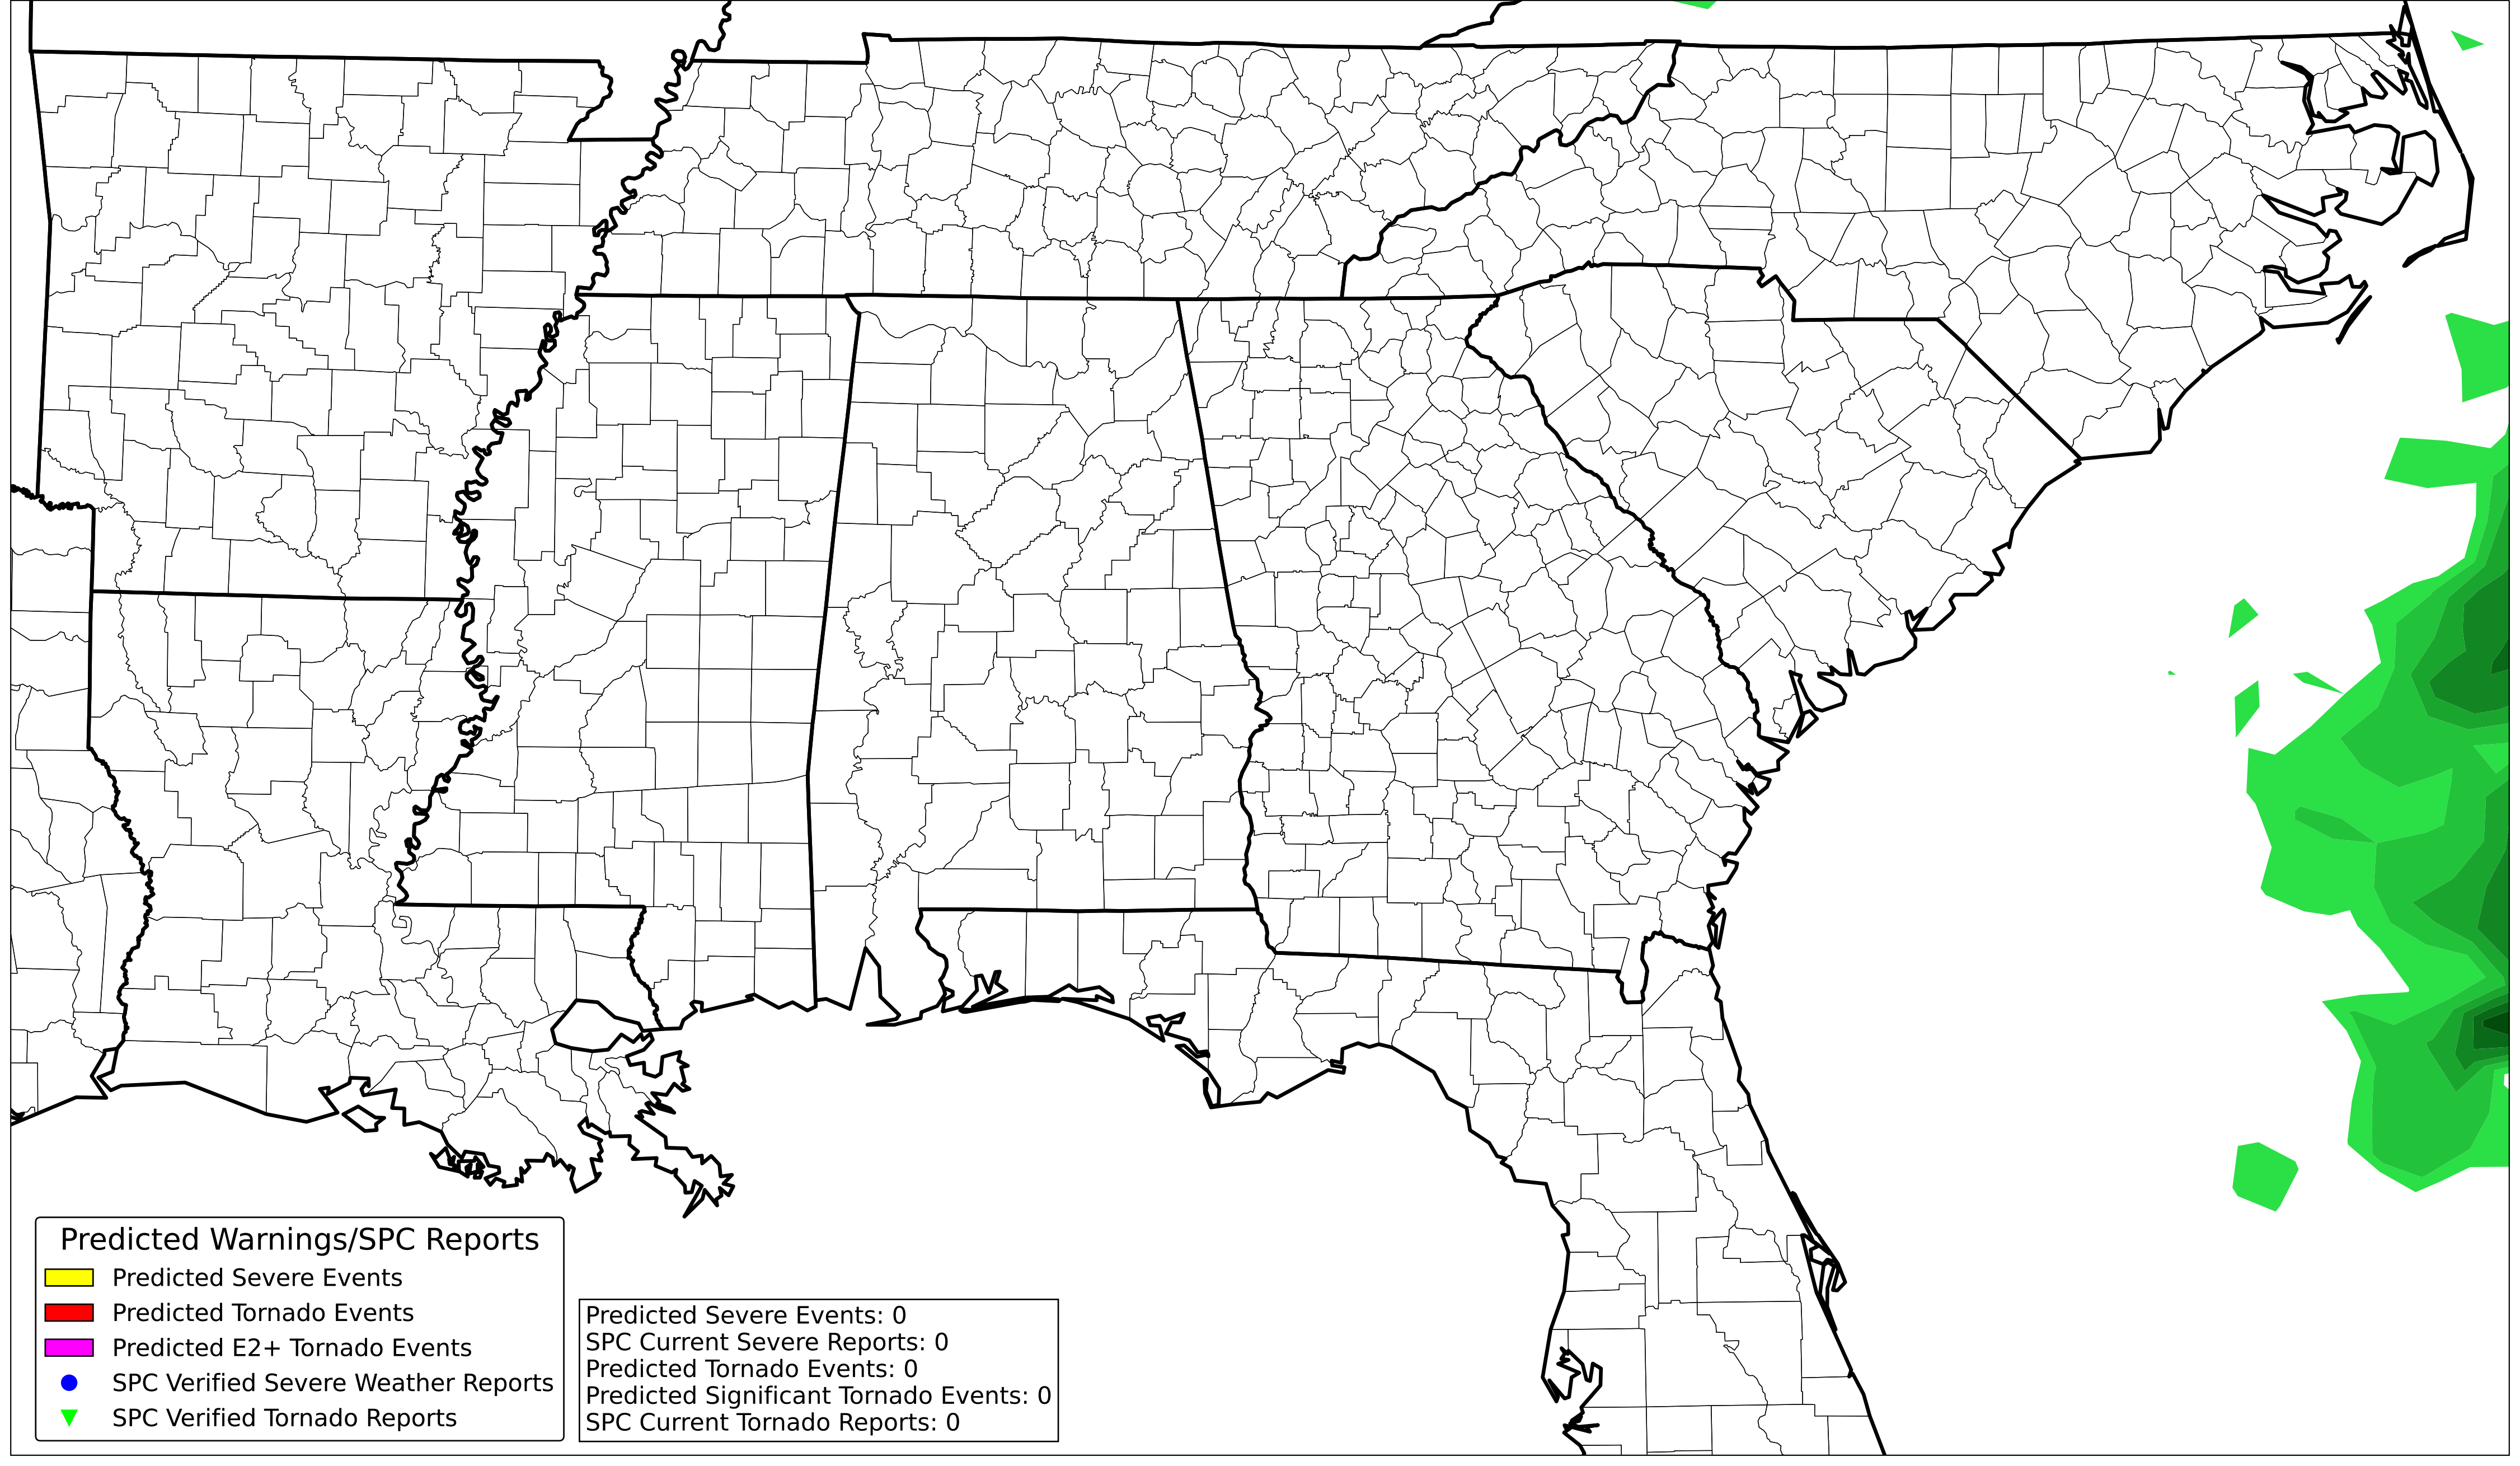 Predicted Warnings/SPC Reports
Predicted Severe Events
Predicted Tornado Events
Predicted E2+ Tornado Events
SPC Verified Severe Weather Reports
SPC Verified Tornado Reports
Predicted Severe Events: 0
SPC Current Severe Reports: 0
Predicted Tornado Events: 0
Predicted Significant Tornado Events: 0
SPC Current Tornado Reports: 0